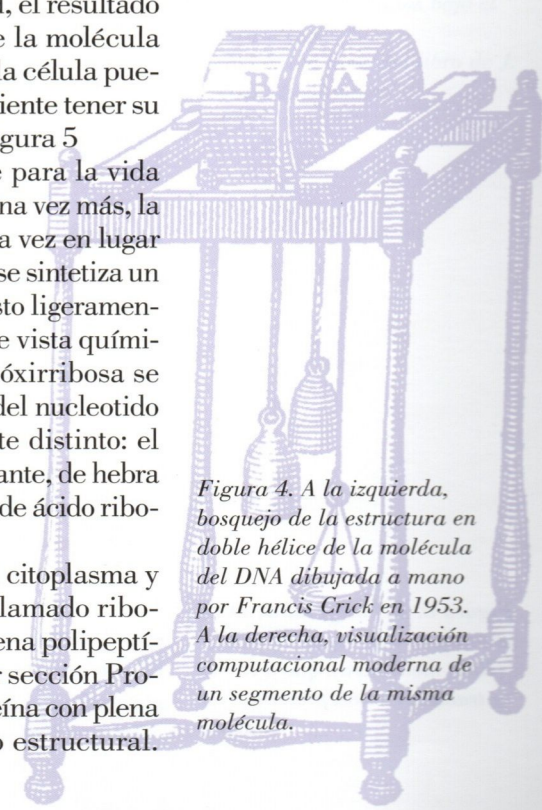 l, el resultado
e la molécula
la célula pue-
iente tener su
gura 5
e para la vida
na vez más, la
a vez en lugar
se sintetiza un
sto ligeramen-
e vista quími-
óxirribosa se
del nucleotido
te distinto: el
ante, de hebra
de ácido ribo-
citoplasma y
lamado ribo-
ena polipeptí-
r sección Pro-
eína con plena
o estructural.
B A
Figura 4. A la izquierda,
bosquejo de la estructura en
doble hélice de la molécula
del DNA dibujada a mano
por Francis Crick en 1953.
A la derecha, visualización
computacional moderna de
un segmento de la misma
molécula.